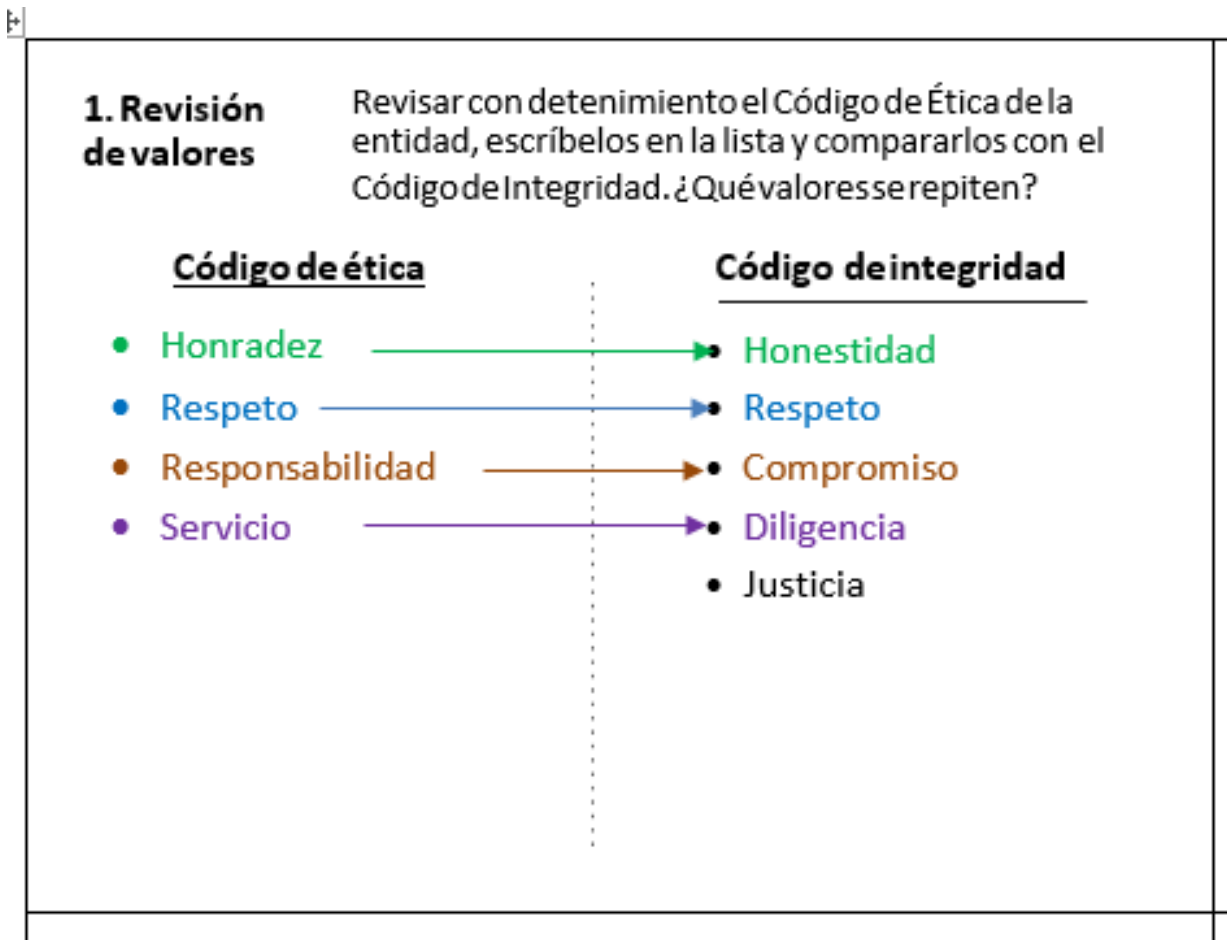 1. Revisión
de valores
Revisar con detenimiento el Código de Ética de la
entidad, escríbelos en la lista y compararlos con el
Código de Integridad. ¿Qué valores se repiten?
Código de ética
Código de integridad
• Honradez
• Honestidad
• Respeto
• Respeto
• Responsabilidad
• Compromiso
• Servicio
• Diligencia
• Justicia